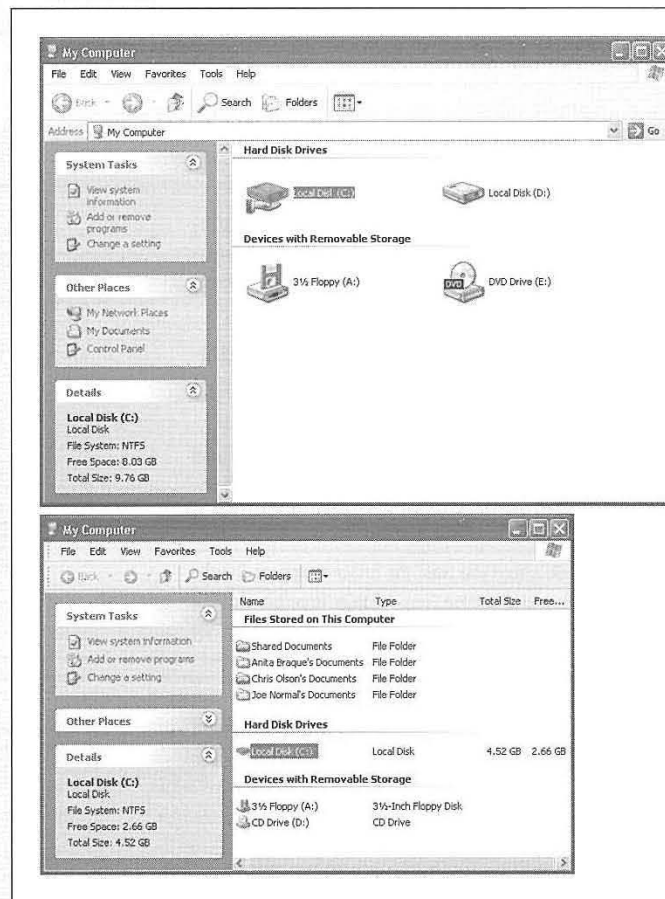 My Computer
File Edit View Favorites Tools Help
Back Search Folders
Address My Computer Go
System Tasks
View system
information
Add or remove
programs
Change a setting
Other Places
My Network Places
My Documents
Control Panel
Details
Local Disk (C:)
Local Disk
File System: NTFS
Free Space: 8.03 GB
Total Size: 9.76 GB
Hard Disk Drives
Local Disk (C:) Local Disk (D:)
Devices with Removable Storage
3½ Floppy (A:) DVD DVD Drive (E:)
My Computer
File Edit View Favorites Tools Help
Back Search Folders
System Tasks
View system information
Add or remove programs
Change a setting
Other Places
Details
Local Disk (C:)
Local Disk
File System: NTFS
Free Space: 2.66 GB
Total Size: 4.52 GB
Name Type Total Size Free...
Files Stored on This Computer
Shared Documents File Folder
Anita Braque's Documents File Folder
Chris Olson's Documents File Folder
Joe Normal's Documents File Folder
Hard Disk Drives
Local Disk (C:) Local Disk 4.52 GB 2.66 GB
Devices with Removable Storage
3½ Floppy (A:) 3½-Inch Floppy Disk
CD Drive (D:) CD Drive